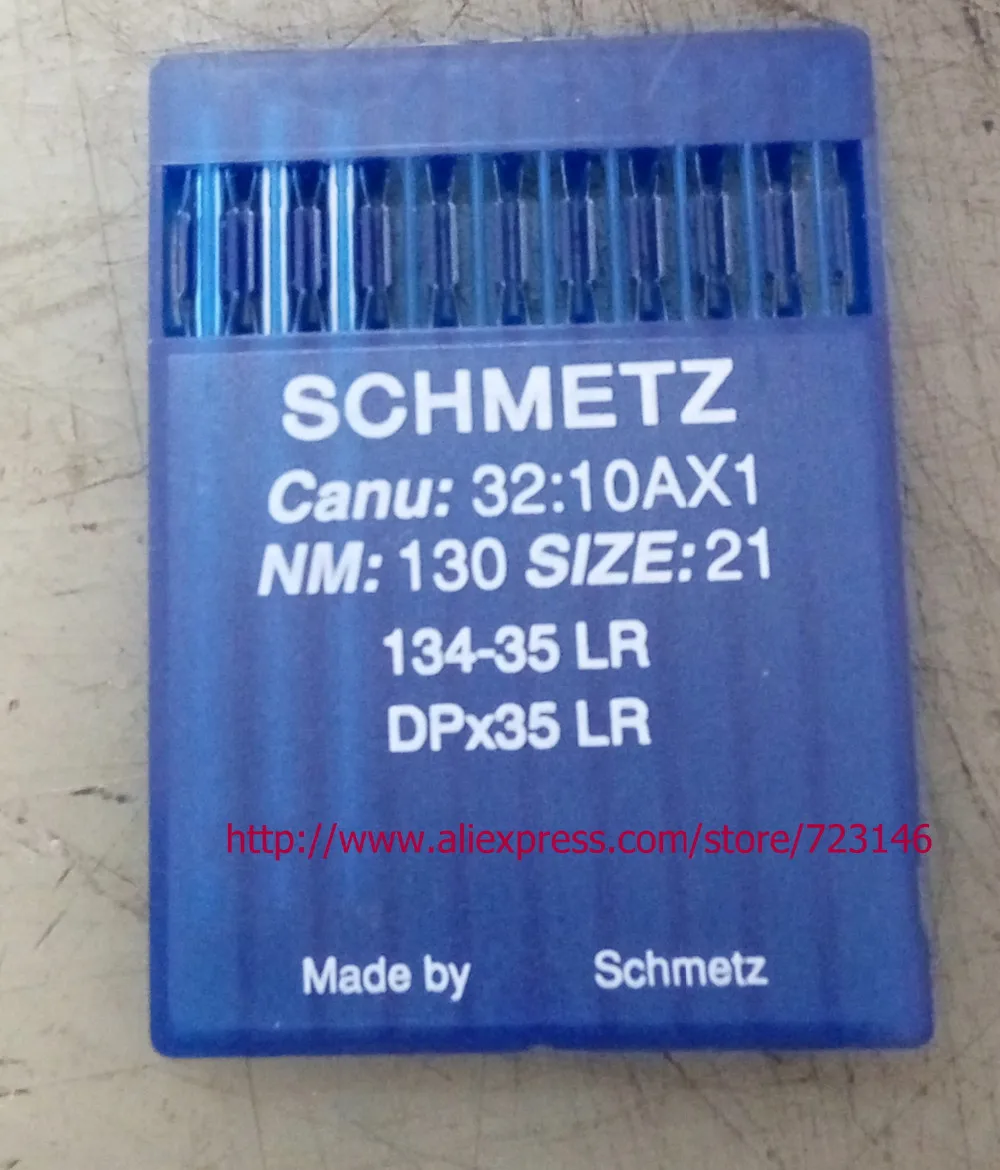 SCHMETZ
Canu: 32:10AX1
NM: 130 SIZE: 21
134-35 LR
DPx35 LR
http://www.aliexpress.com/store/723146
Made by Schmetz